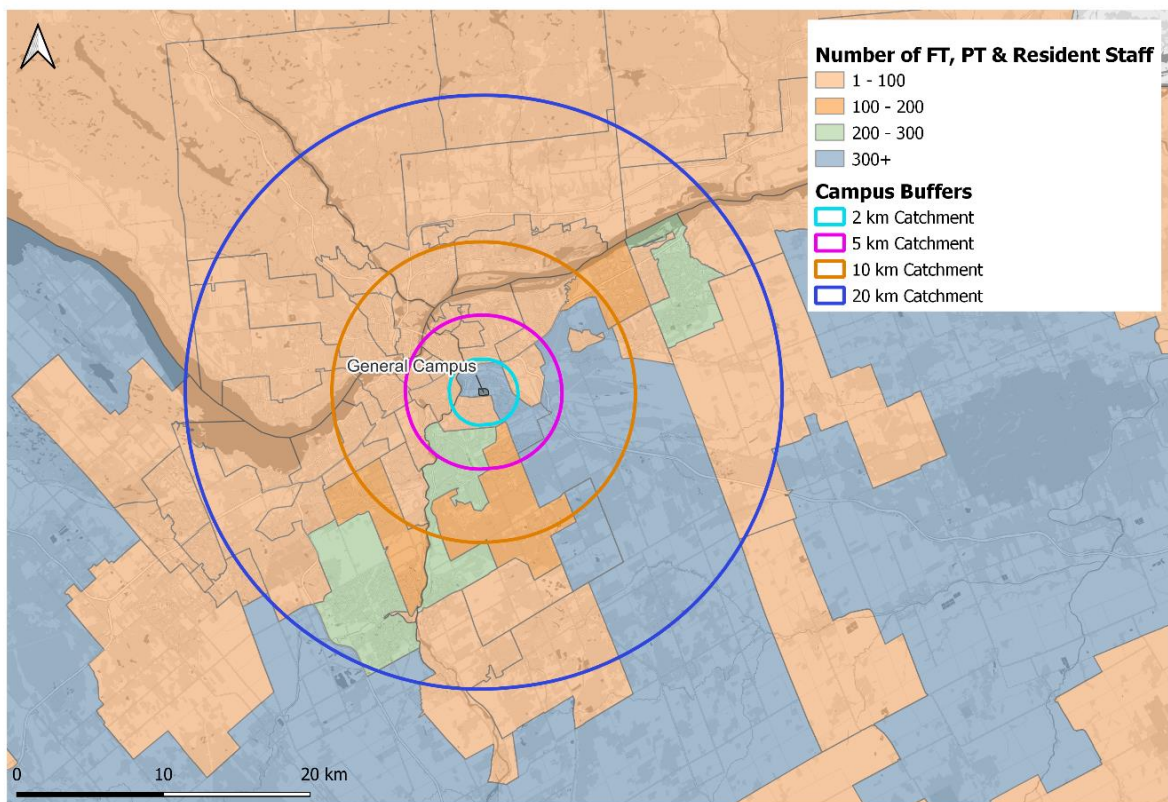 Number of FT, PT & Resident Staff
1 - 100
100 - 200
200 - 300
300+
Campus Buffers
2 km Catchment
5 km Catchment
10 km Catchment
20 km Catchment
General Campus
0 10 20 km